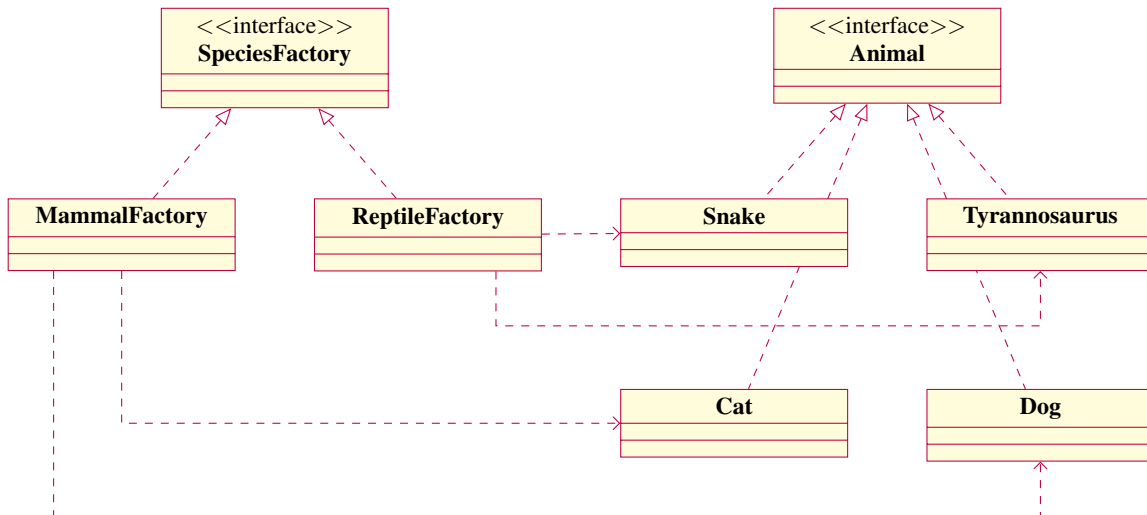 <<interface>>
SpeciesFactory
<<interface>>
Animal
MammalFactory
ReptileFactory
Snake
Tyrannosaurus
Cat
Dog